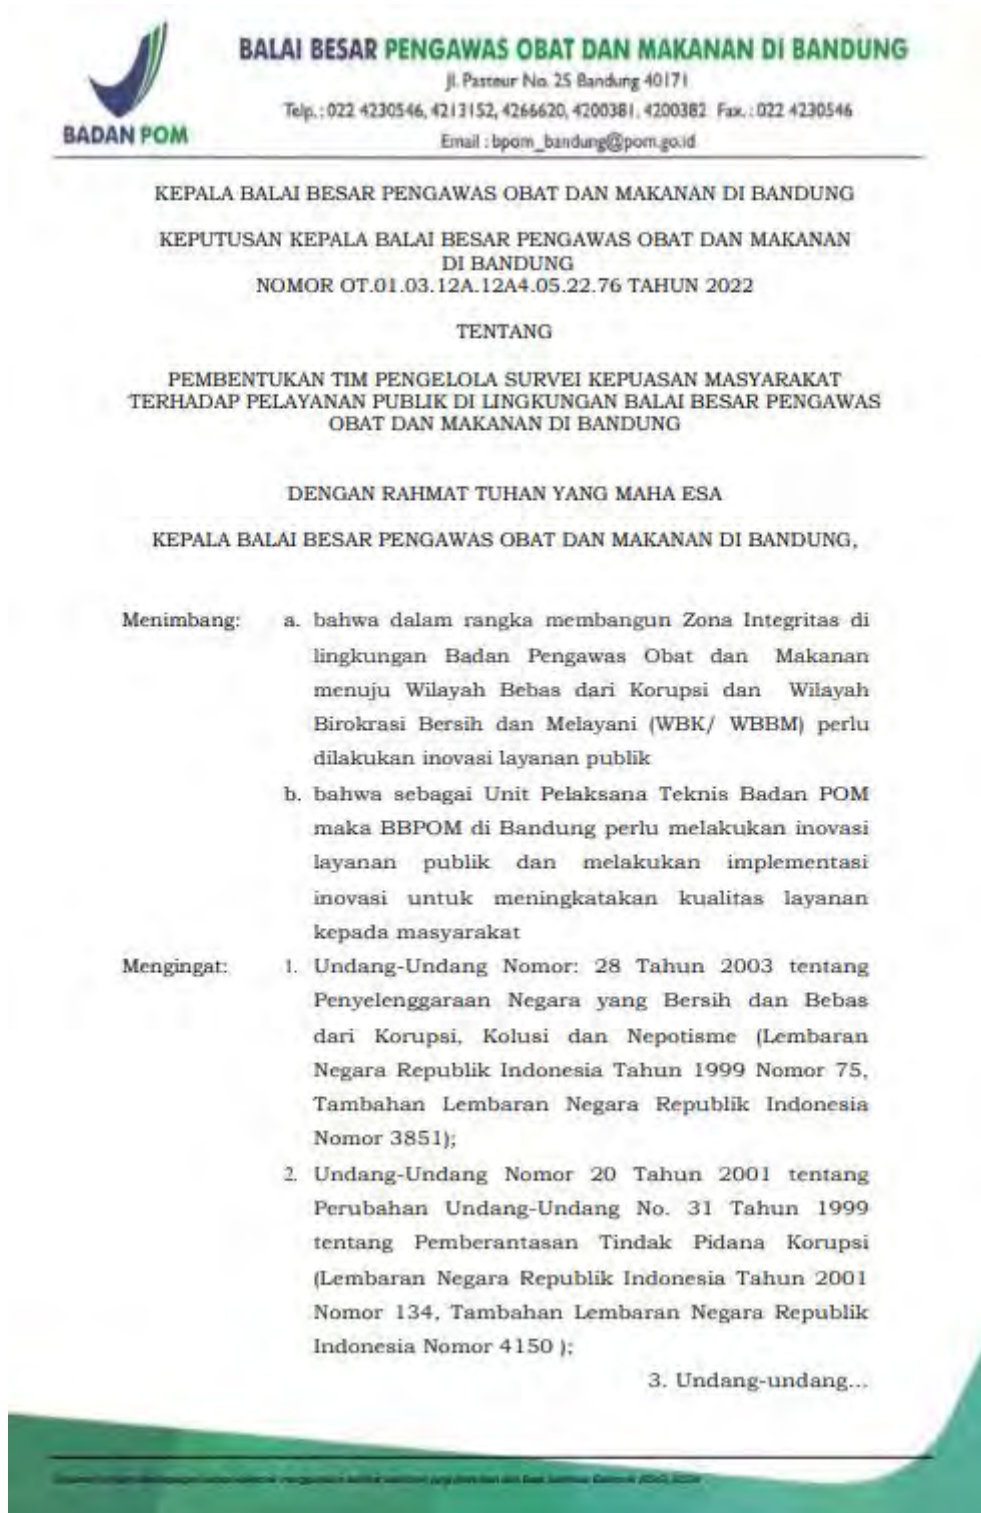 BALAI BESAR PENGAWAS OBAT DAN MAKANAN DI BANDUNG
Jl. Pasteur No. 25 Bandung 40171
Telp. : 022 4230546, 4213152, 4266620, 4200381, 4200382 Fax. : 022 4230546
Email : bpom_bandung@pom.go.id
BADAN POM
KEPALA BALAI BESAR PENGAWAS OBAT DAN MAKANAN DI BANDUNG
KEPUTUSAN KEPALA BALAI BESAR PENGAWAS OBAT DAN MAKANAN
DI BANDUNG
NOMOR OT.01.03.12A.12A4.05.22.76 TAHUN 2022
TENTANG
PEMBENTUKAN TIM PENGELOLA SURVEI KEPUASAN MASYARAKAT
TERHADAP PELAYANAN PUBLIK DI LINGKUNGAN BALAI BESAR PENGAWAS
OBAT DAN MAKANAN DI BANDUNG
DENGAN RAHMAT TUHAN YANG MAHA ESA
KEPALA BALAI BESAR PENGAWAS OBAT DAN MAKANAN DI BANDUNG,
Menimbang: a. bahwa dalam rangka membangun Zona Integritas di
lingkungan Badan Pengawas Obat dan Makanan
menuju Wilayah Bebas dari Korupsi dan Wilayah
Birokrasi Bersih dan Melayani (WBK/ WBBM) perlu
dilakukan inovasi layanan publik
b. bahwa sebagai Unit Pelaksana Teknis Badan POM
maka BBPOM di Bandung perlu melakukan inovasi
layanan publik dan melakukan implementasi
inovasi untuk meningkatakan kualitas layanan
kepada masyarakat
Mengingat: 1. Undang-Undang Nomor: 28 Tahun 2003 tentang
Penyelenggaraan Negara yang Bersih dan Bebas
dari Korupsi, Kolusi dan Nepotisme (Lembaran
Negara Republik Indonesia Tahun 1999 Nomor 75,
Tambahan Lembaran Negara Republik Indonesia
Nomor 3851);
2. Undang-Undang Nomor 20 Tahun 2001 tentang
Perubahan Undang-Undang No. 31 Tahun 1999
tentang Pemberantasan Tindak Pidana Korupsi
(Lembaran Negara Republik Indonesia Tahun 2001
Nomor 134, Tambahan Lembaran Negara Republik
Indonesia Nomor 4150 );
3. Undang-undang...